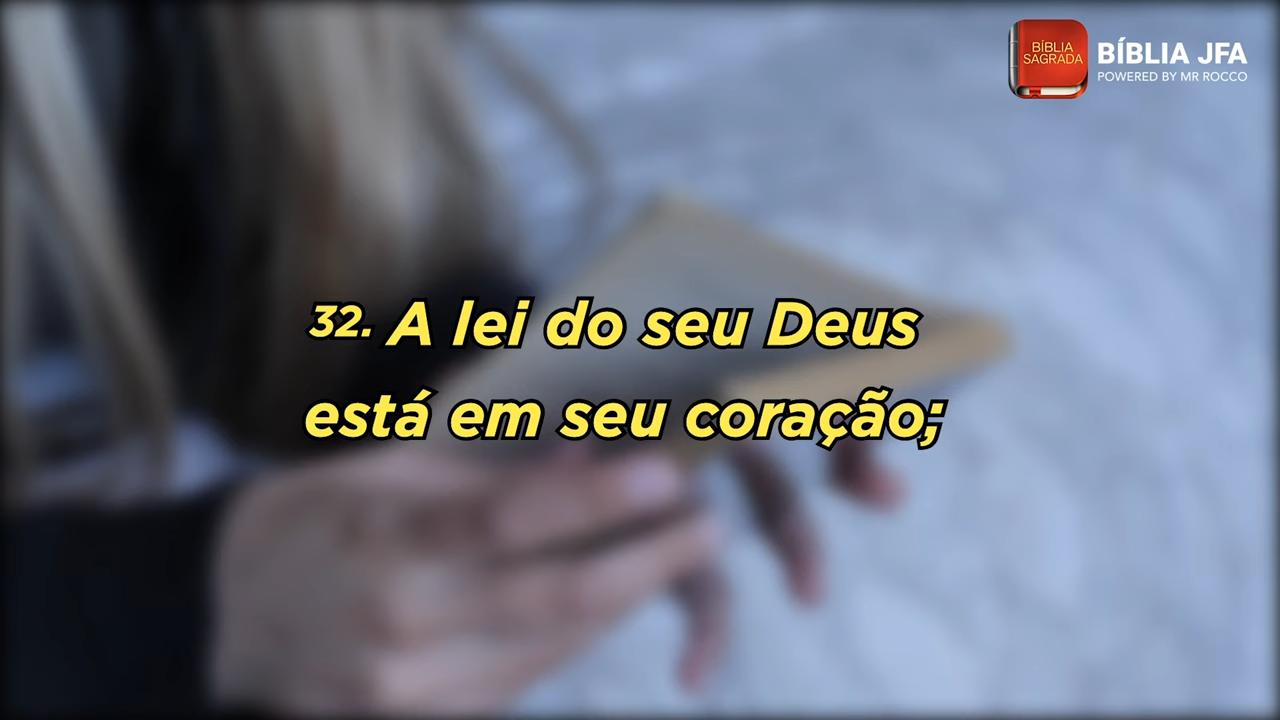 BÍBLIA
SAGRADA
BÍBLIA JFA
POWERED BY MR ROCCO
32. A lei do seu Deus
está em seu coração;